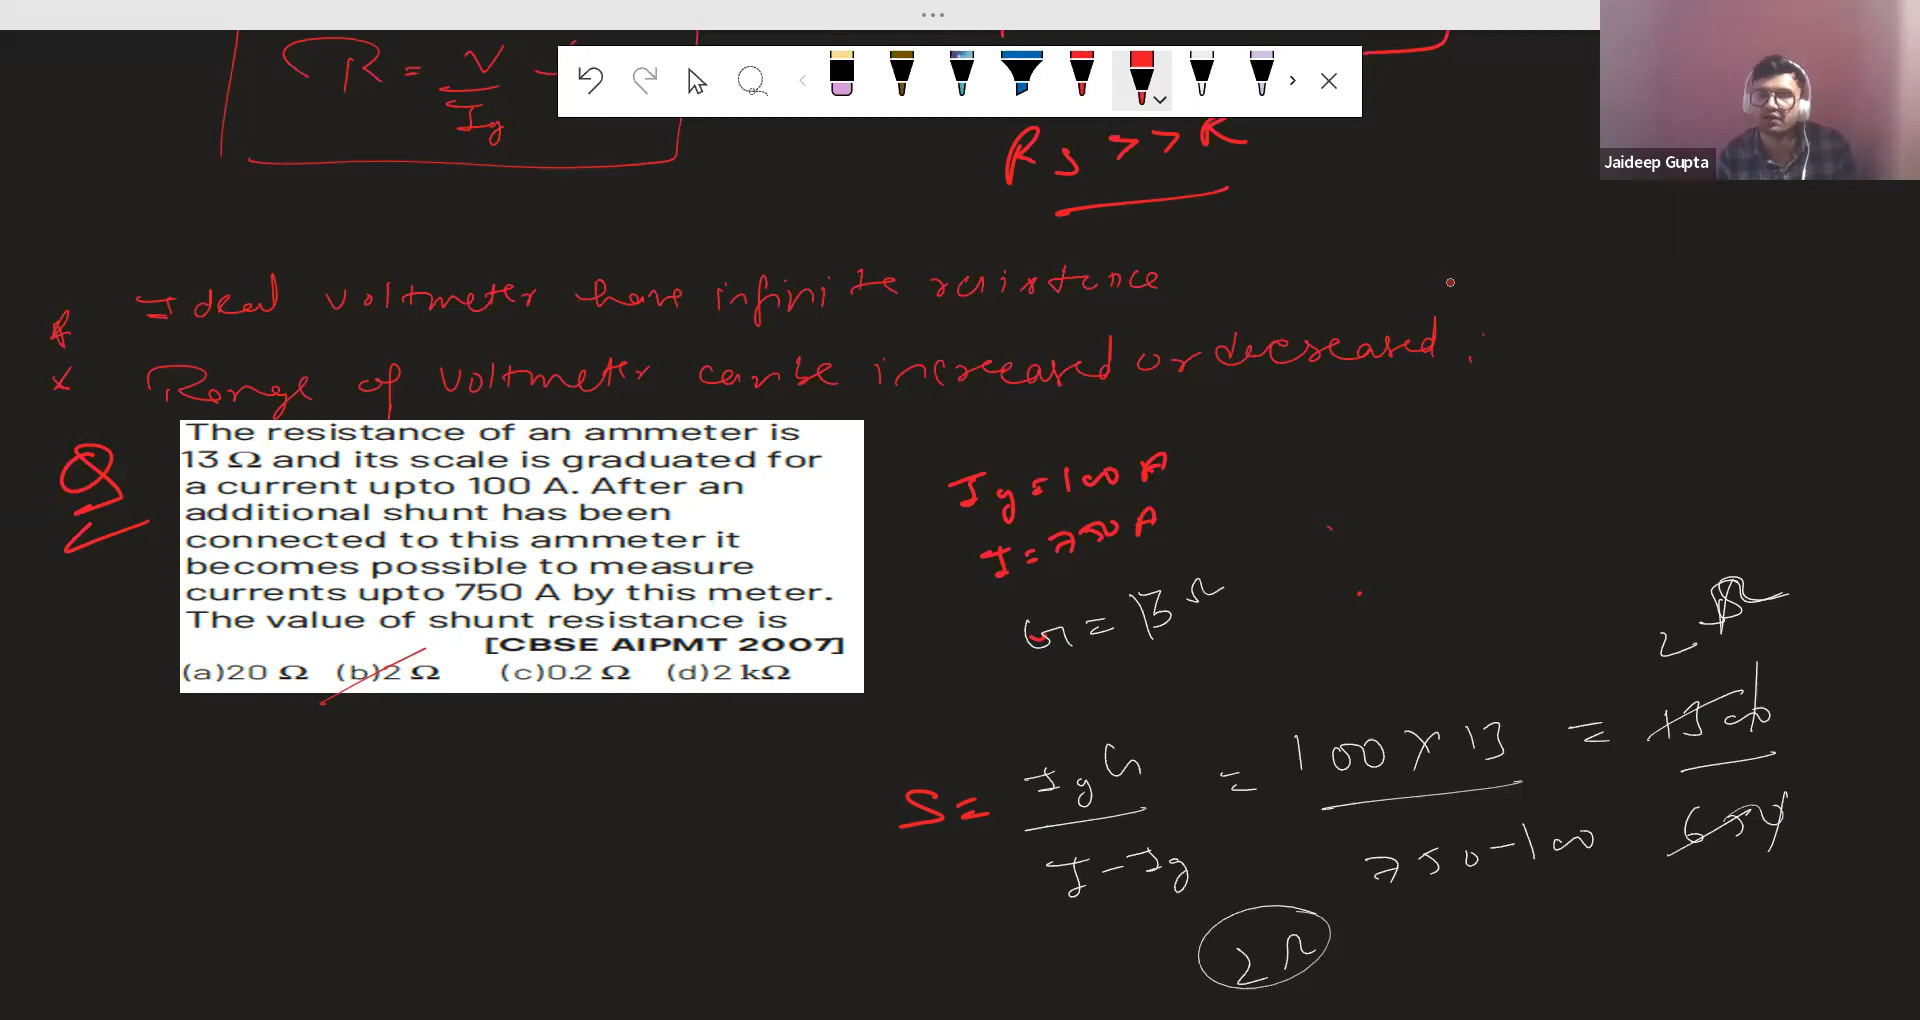 R = V / Ig -
Jaideep Gupta
Rs >> R
* Ideal voltmeter have infinite resistance
x Range of voltmeter can be increased or decreased .
Q
The resistance of an ammeter is
13 Ω and its scale is graduated for
a current upto 100 A. After an
additional shunt has been
connected to this ammeter it
becomes possible to measure
currents upto 750 A by this meter.
The value of shunt resistance is
[CBSE AIPMT 2007]
(a)20 Ω (b)2 Ω (c)0.2 Ω (d)2 kΩ
Ig = 100 A
I = 750 A
G = 13 Ω
S = IgG / I - Ig = 100 X 13 / 750 - 100 = 1300 / 650
2Ω